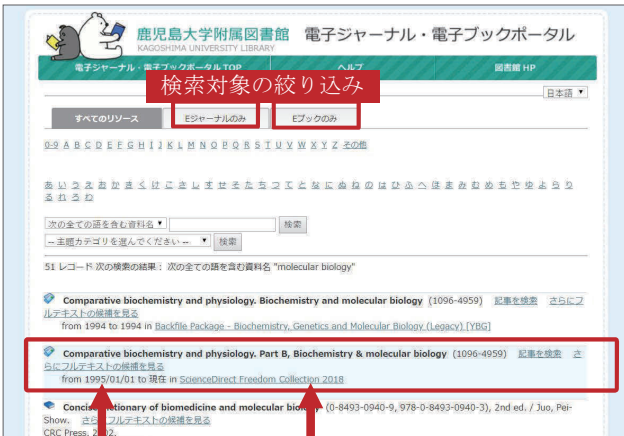 鹿児島大学附属図書館 電子ジャーナル・電子ブックポータル
KAGOSHIMA UNIVERSITY LIBRARY
電子ジャーナル・電子ブックポータル TOP ヘルプ 図書館 HP
検索対象の絞り込み
日本語
すべてのリソース Eジャーナルのみ Eブックのみ
0-9 A B C D E F G H I J K L M N O P Q R S T U V W X Y Z その他
あ い う え お か き く け こ さ し す せ そ た ち つ て と な に ぬ ね の は ひ ふ へ ほ ま み む め も や ゆ よ ら り
る れ ろ わ
次の全ての語を含む資料名 検索
-- 主題カテゴリを選んでください -- 検索
51 レコード 次の検索の結果： 次の全ての語を含む資料名 "molecular biology"
Comparative biochemistry and physiology. Biochemistry and molecular biology (1096-4959) 記事を検索 さらにフ
ルテキストの候補を見る
from 1994 to 1994 in Backfile Package - Biochemistry, Genetics and Molecular Biology (Legacy) [YBG]
Comparative biochemistry and physiology. Part B, Biochemistry & molecular biology (1096-4959) 記事を検索 さ
らにフルテキストの候補を見る
from 1995/01/01 to 現在 in ScienceDirect Freedom Collection 2018
Concise dictionary of biomedicine and molecular biology (0-8493-0940-9, 978-0-8493-0940-3), 2nd ed. / Juo, Pei-
Show. さらにフルテキストの候補を見る
CRC Press, 2002.